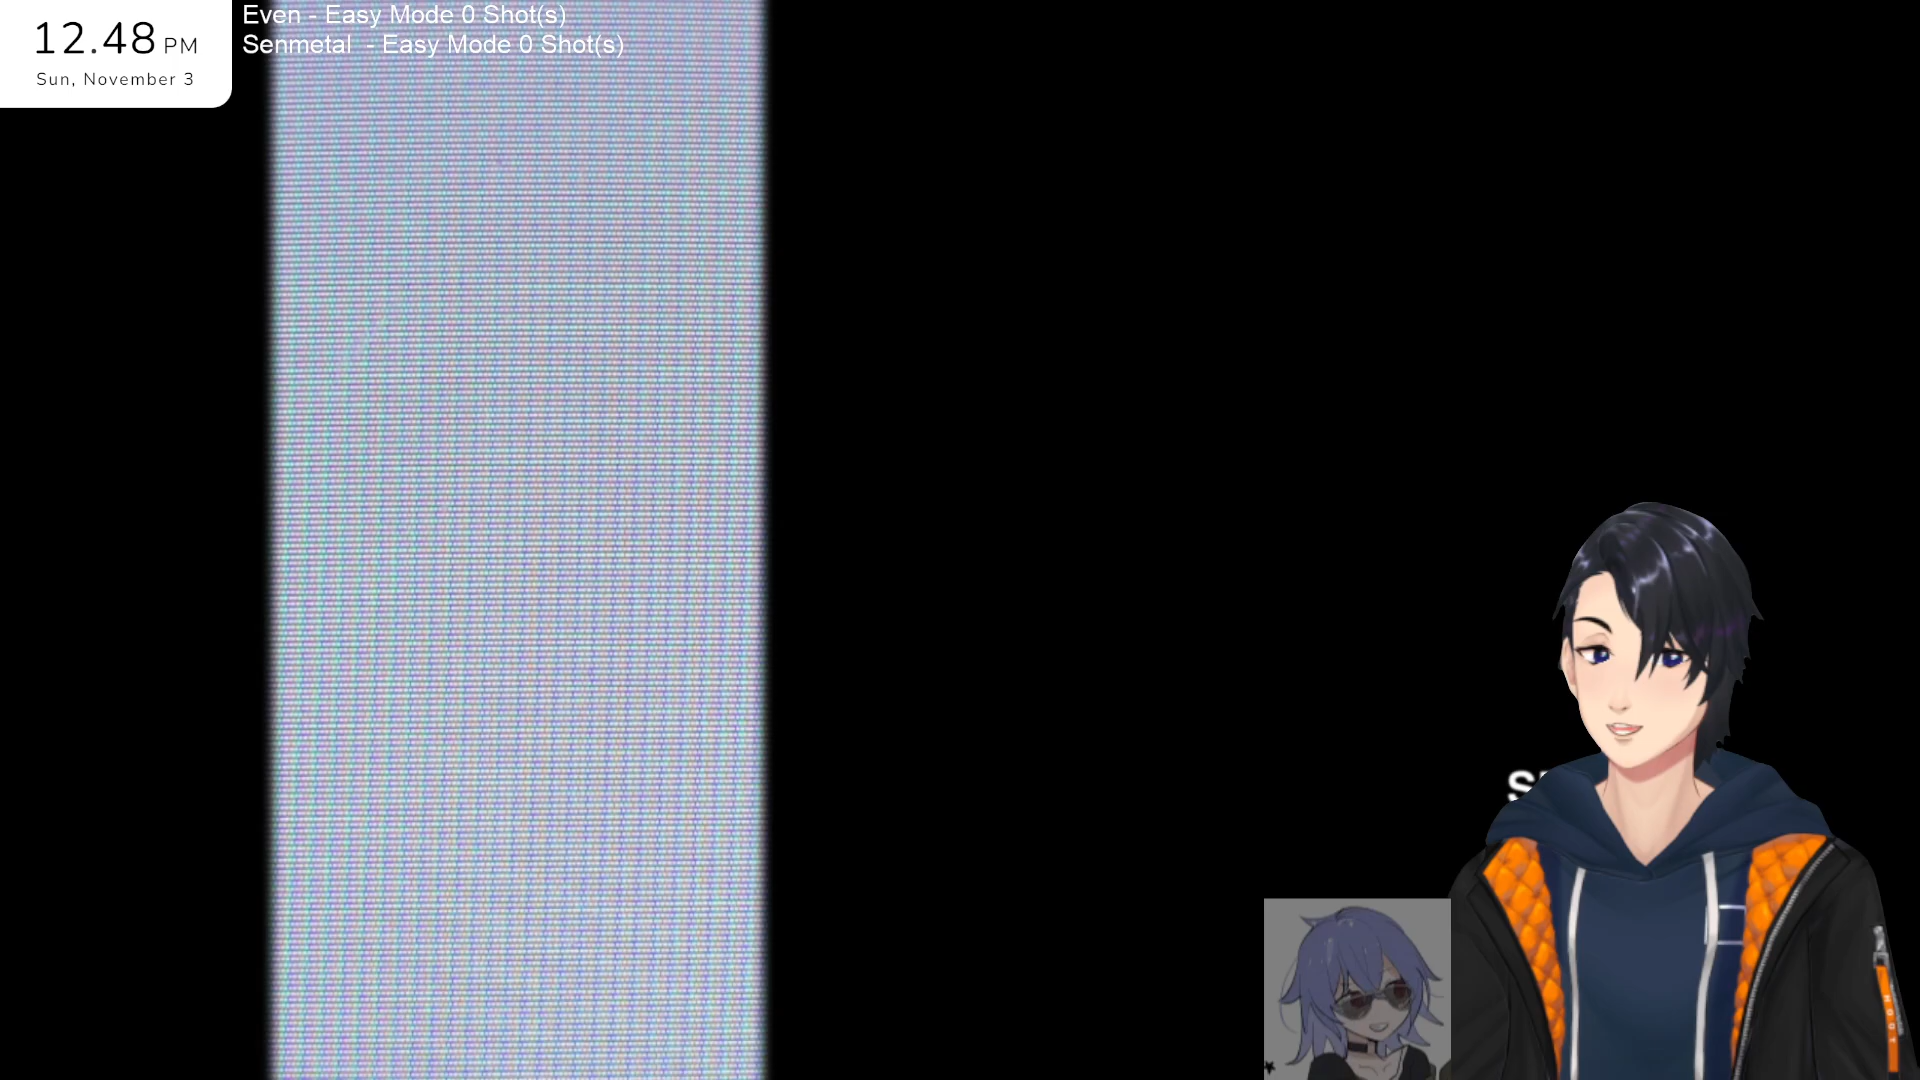 12.48 PM
Sun, November 3
Even - Easy Mode 0 Shot(s)
Senmetal - Easy Mode 0 Shot(s)